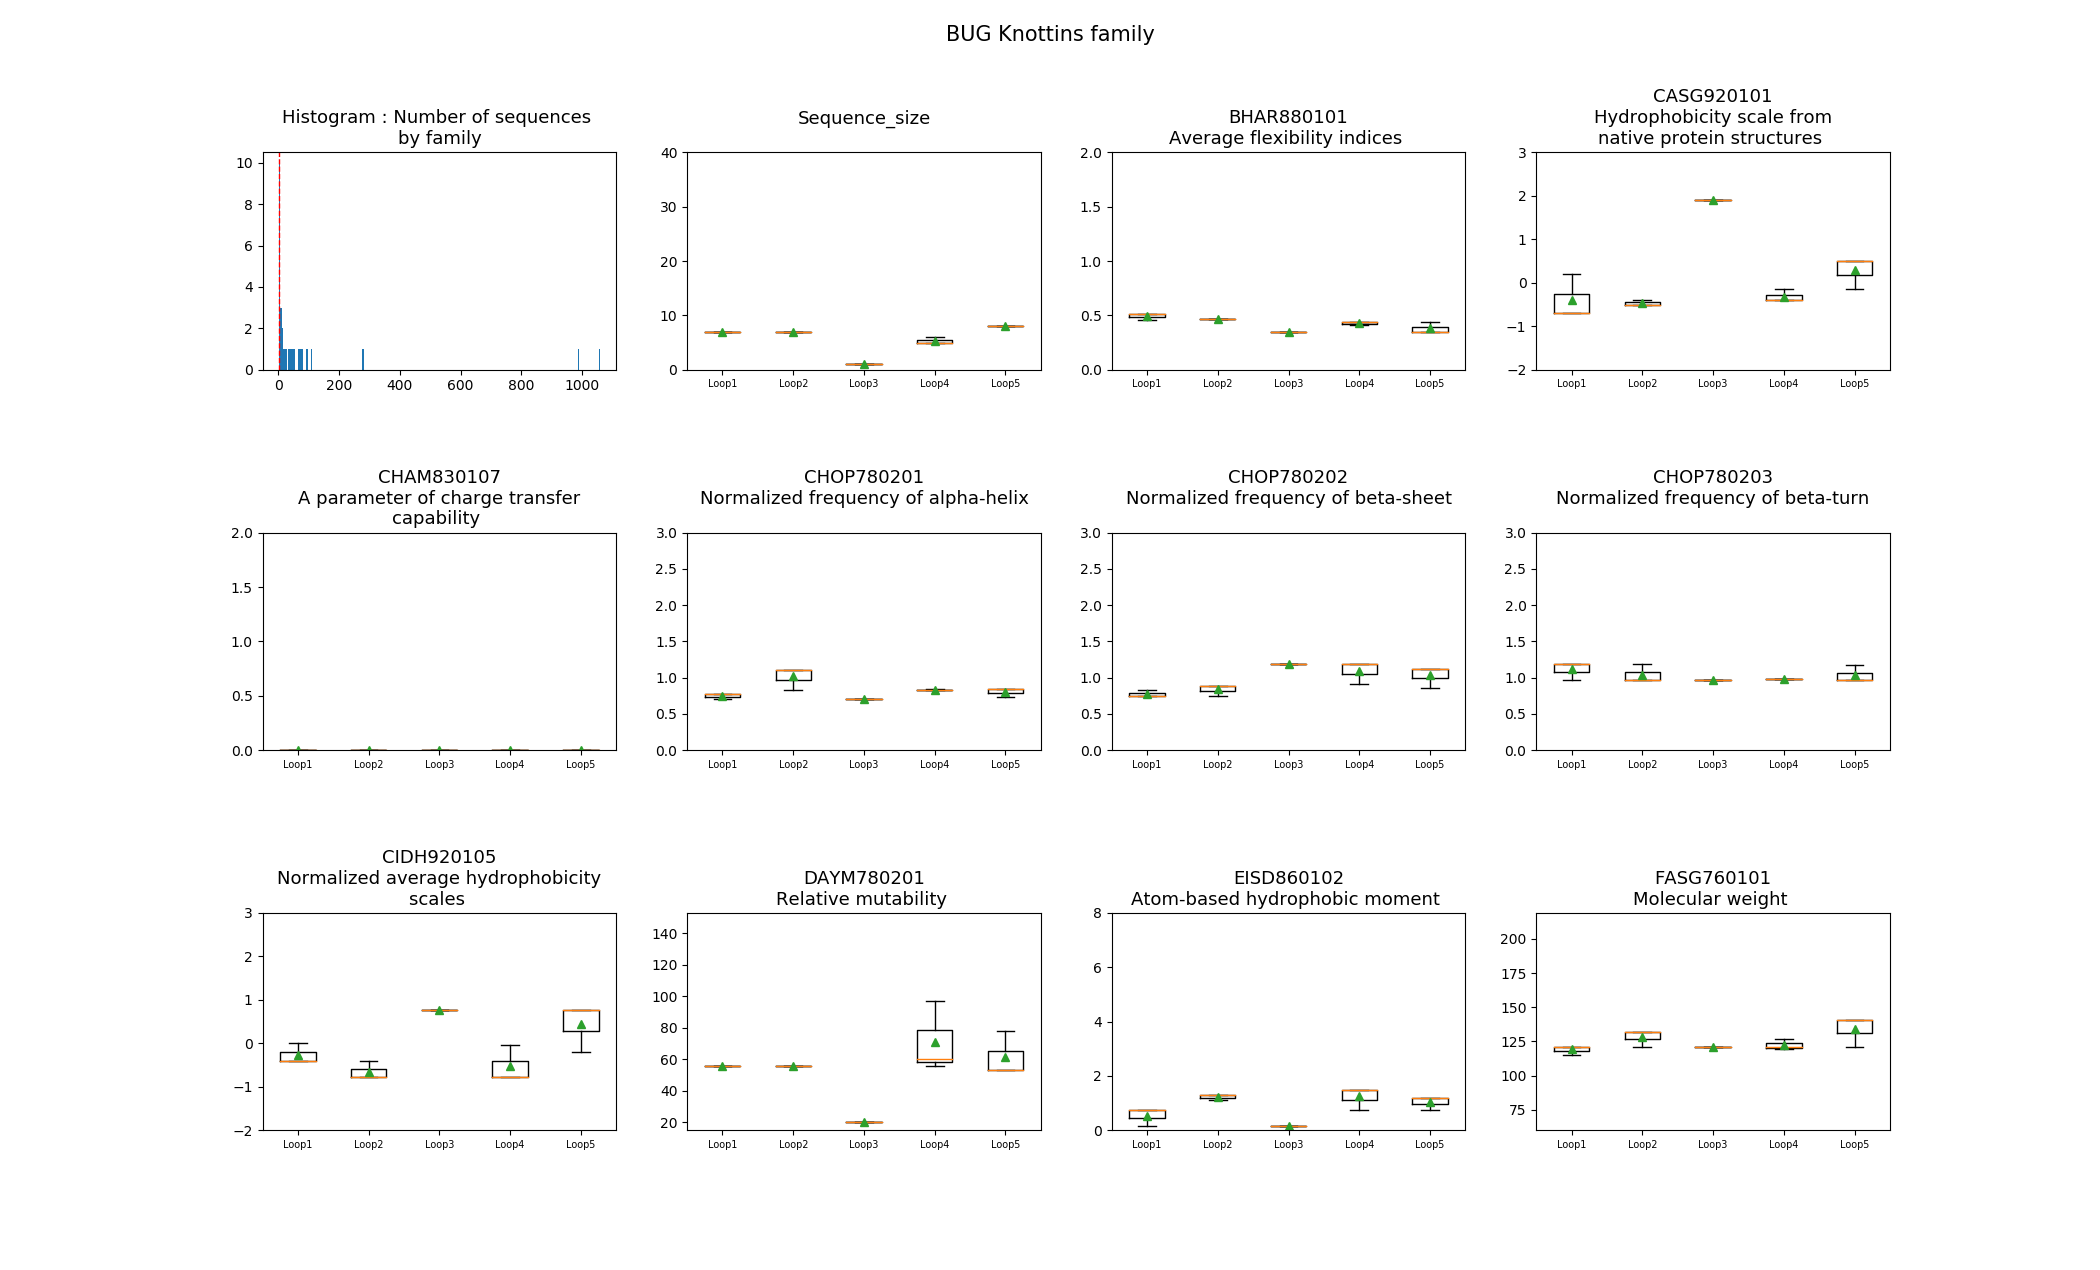 BUG Knottins family
Histogram : Number of sequences
by family
10
8
6
4
2
0
0 200 400 600 800 1000
Sequence_size
40
30
20
10
0
Loop1 Loop2 Loop3 Loop4 Loop5
BHAR880101
Average flexibility indices
2.0
1.5
1.0
0.5
0.0
Loop1 Loop2 Loop3 Loop4 Loop5
CASG920101
Hydrophobicity scale from
native protein structures
3
2
1
0
−1
−2
Loop1 Loop2 Loop3 Loop4 Loop5
CHAM830107
A parameter of charge transfer
capability
2.0
1.5
1.0
0.5
0.0
Loop1 Loop2 Loop3 Loop4 Loop5
CHOP780201
Normalized frequency of alpha-helix
3.0
2.5
2.0
1.5
1.0
0.5
0.0
Loop1 Loop2 Loop3 Loop4 Loop5
CHOP780202
Normalized frequency of beta-sheet
3.0
2.5
2.0
1.5
1.0
0.5
0.0
Loop1 Loop2 Loop3 Loop4 Loop5
CHOP780203
Normalized frequency of beta-turn
3.0
2.5
2.0
1.5
1.0
0.5
0.0
Loop1 Loop2 Loop3 Loop4 Loop5
CIDH920105
Normalized average hydrophobicity
scales
3
2
1
0
−1
−2
Loop1 Loop2 Loop3 Loop4 Loop5
DAYM780201
Relative mutability
140
120
100
80
60
40
20
Loop1 Loop2 Loop3 Loop4 Loop5
EISD860102
Atom-based hydrophobic moment
8
6
4
2
0
Loop1 Loop2 Loop3 Loop4 Loop5
FASG760101
Molecular weight
200
175
150
125
100
75
Loop1 Loop2 Loop3 Loop4 Loop5